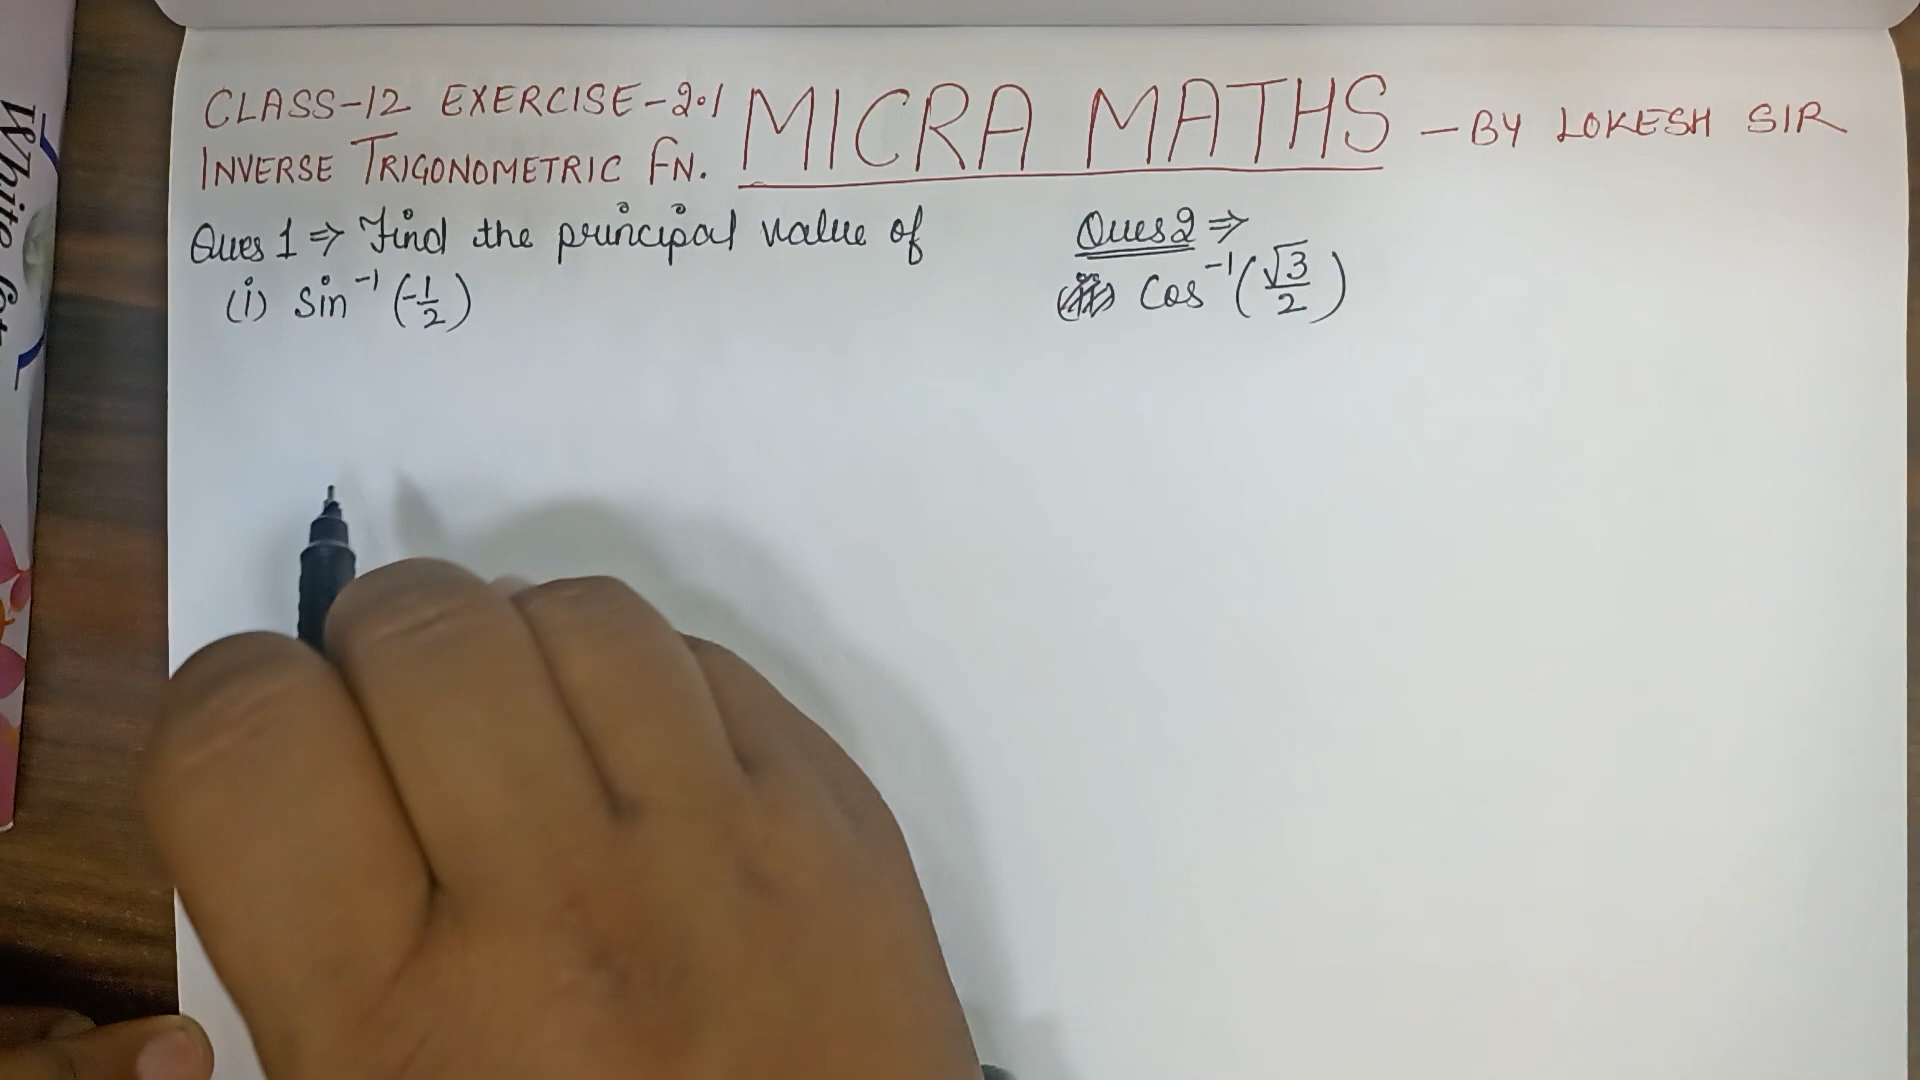 CLASS-12 EXERCISE-2.1
INVERSE TRIGONOMETRIC FN.
MICRA MATHS
- BY LOKESH SIR
Ques 1 ⇒ Find the principal value of
(i) sin⁻¹ (-1/2)
Ques 2 ⇒
Cos⁻¹ (√3/2)
White